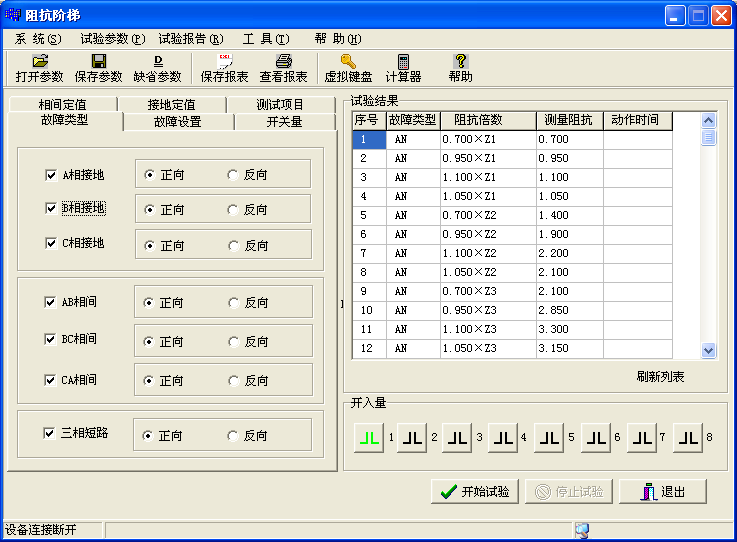 阻抗阶梯
系 统(S) 试验参数(P) 试验报告(R) 工 具(T) 帮 助(H)
打开参数 保存参数 缺省参数 保存报表 查看报表 虚拟键盘 计算器 帮助
相间定值 接地定值 测试项目
故障类型 故障设置 开关量
A相接地 正向 反向
B相接地 正向 反向
C相接地 正向 反向
AB相间 正向 反向
BC相间 正向 反向
CA相间 正向 反向
三相短路 正向 反向
试验结果
序号 故障类型 阻抗倍数 测量阻抗 动作时间
1 AN 0.700×Z1 0.700
2 AN 0.950×Z1 0.950
3 AN 1.100×Z1 1.100
4 AN 1.050×Z1 1.050
5 AN 0.700×Z2 1.400
6 AN 0.950×Z2 1.900
7 AN 1.100×Z2 2.200
8 AN 1.050×Z2 2.100
9 AN 0.700×Z3 2.100
10 AN 0.950×Z3 2.850
11 AN 1.100×Z3 3.300
12 AN 1.050×Z3 3.150
刷新列表
开入量
1 2 3 4 5 6 7 8
开始试验 停止试验 退出
设备连接断开